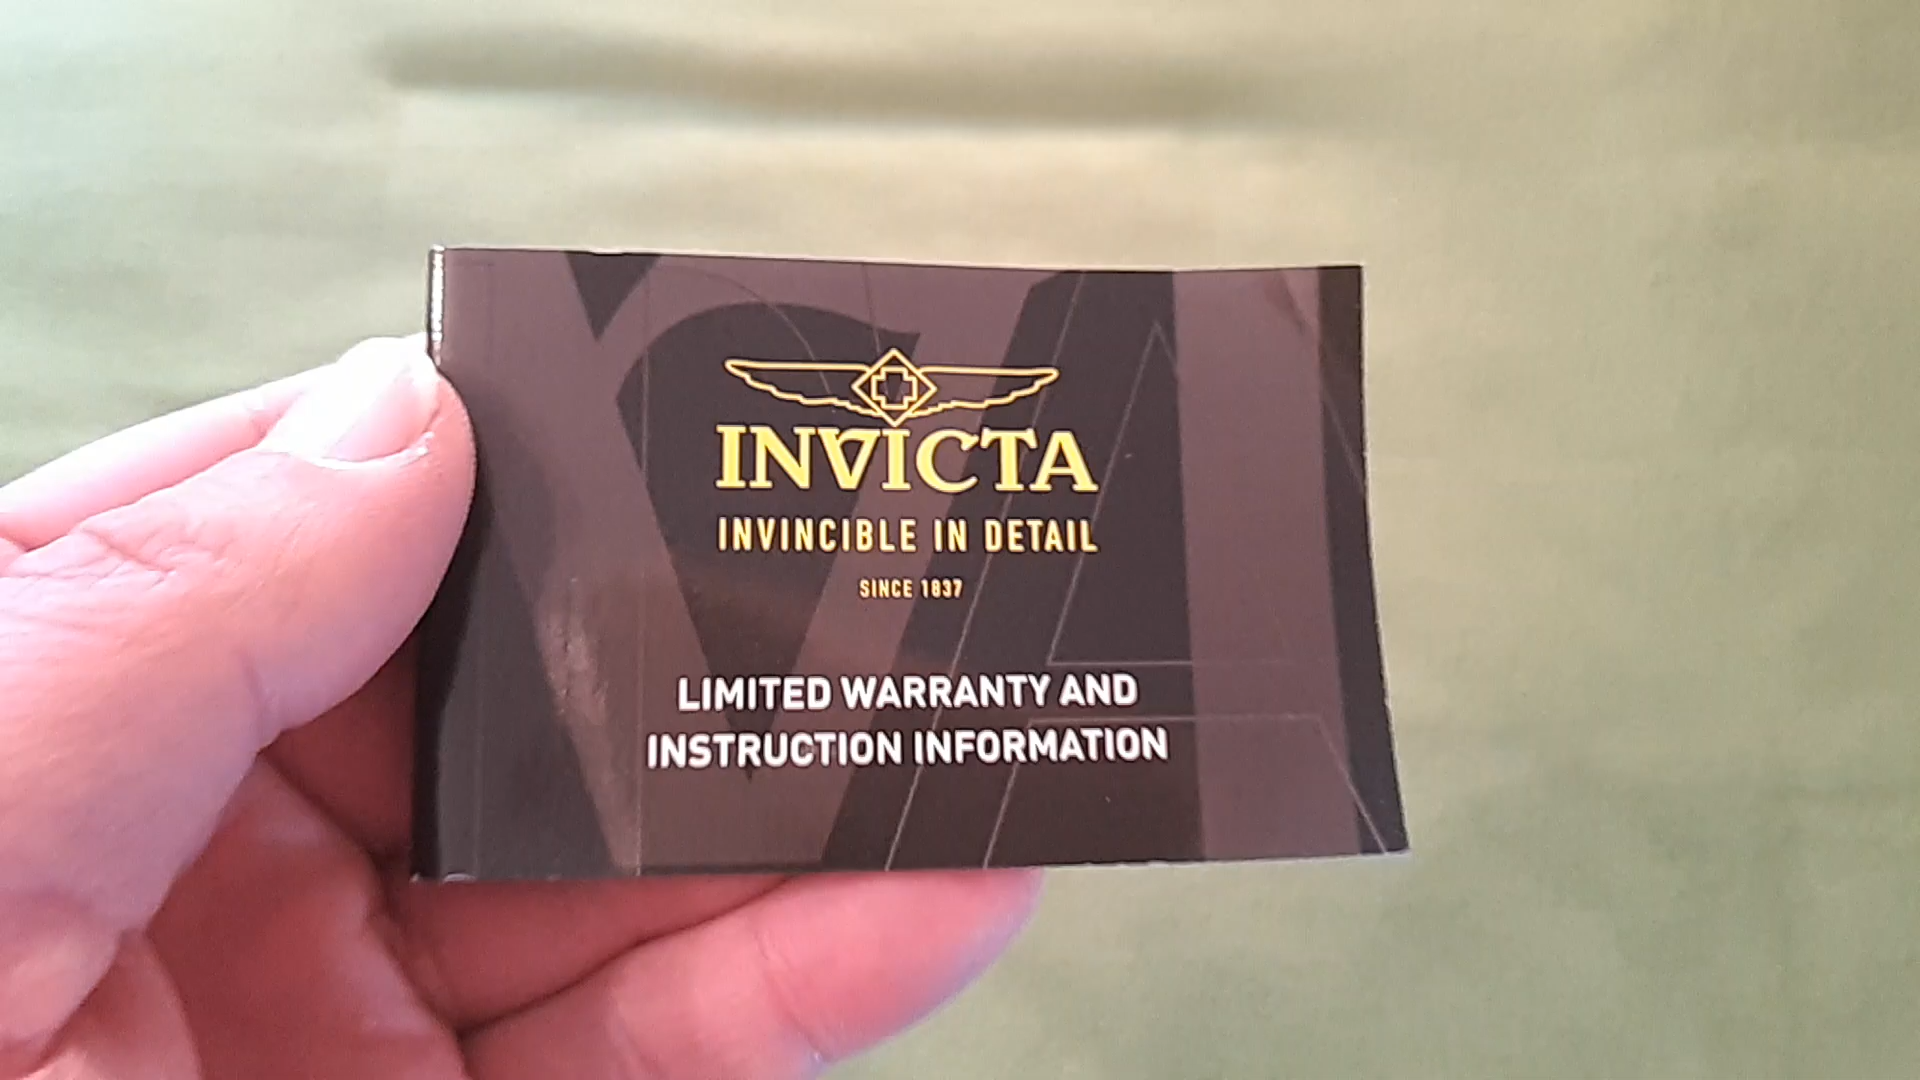 INVICTA
INVINCIBLE IN DETAIL
SINCE 1837
LIMITED WARRANTY AND
INSTRUCTION INFORMATION